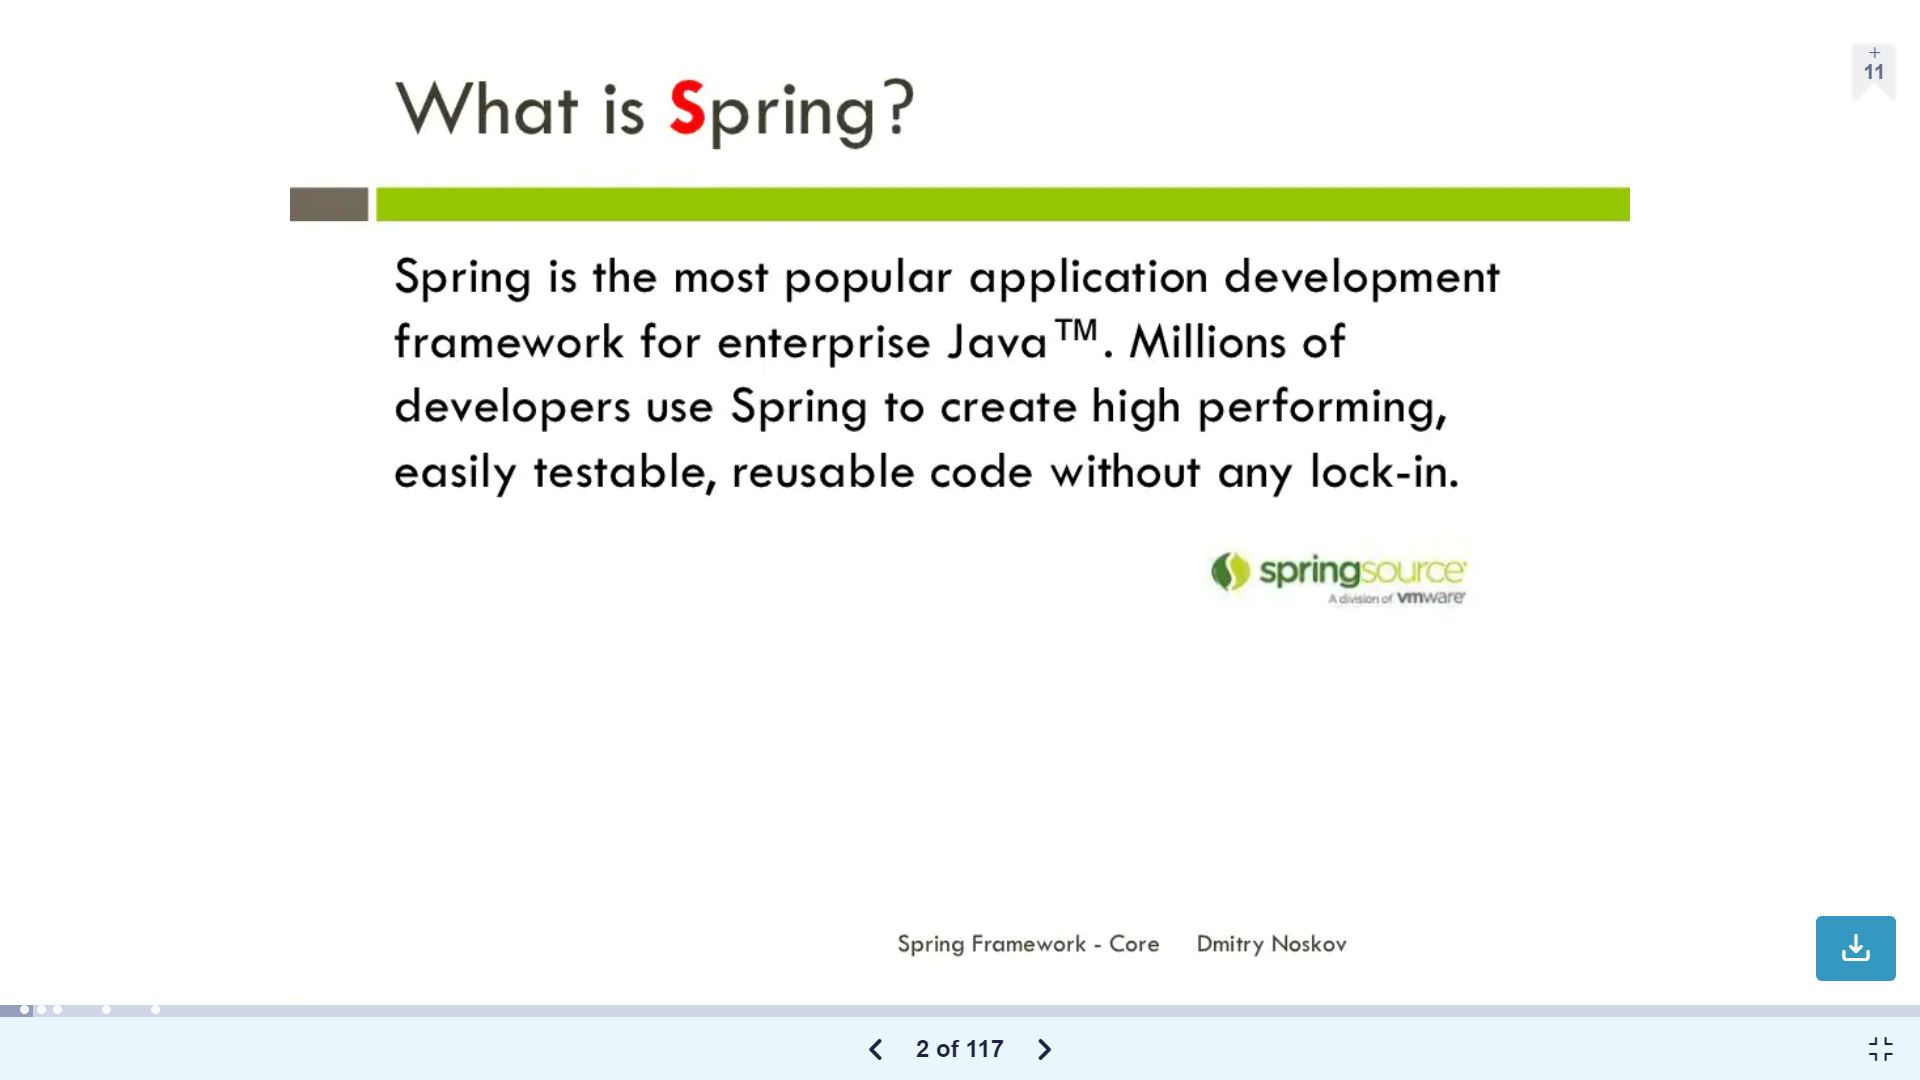 +
11
What is Spring?
Spring is the most popular application development
framework for enterprise Java™. Millions of
developers use Spring to create high performing,
easily testable, reusable code without any lock-in.
springsource
A division of vmware
Spring Framework - Core Dmitry Noskov
2 of 117